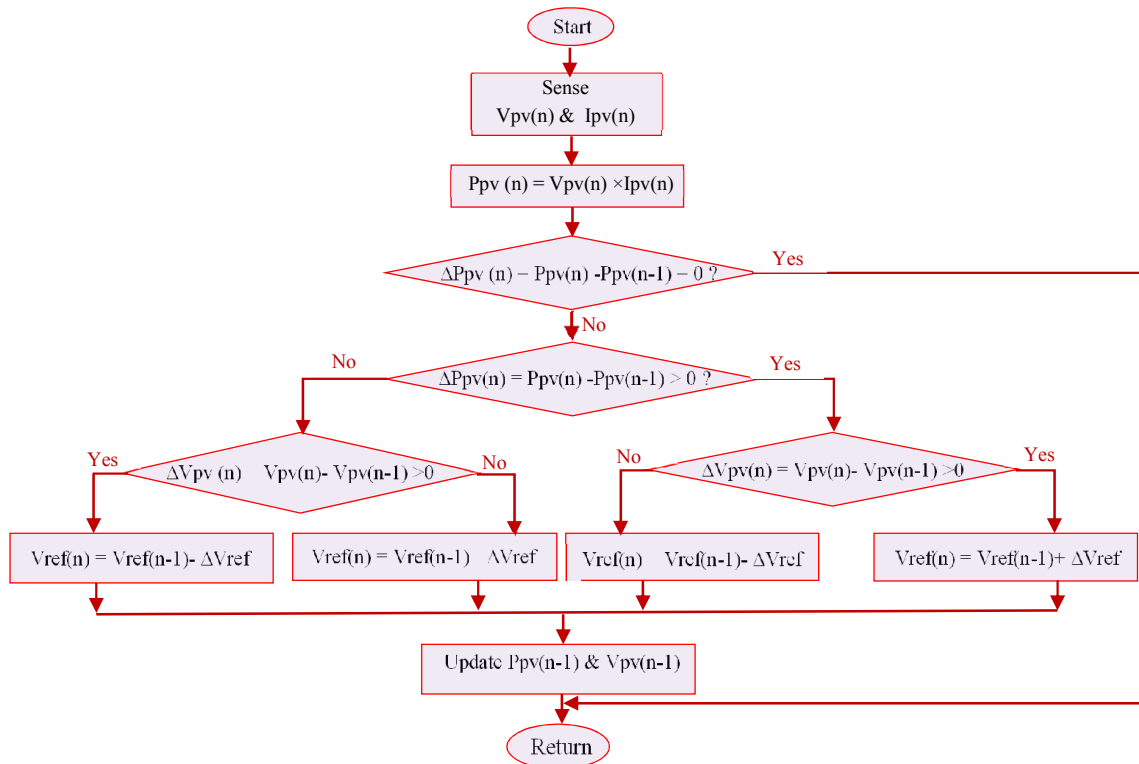 Start
Sense
Vpv(n) & Ipv(n)
Ppv (n) = Vpv(n) ×Ipv(n)
ΔPpv (n) – Ppv(n) -Ppv(n-1) – 0 ?
Yes
No
ΔPpv(n) = Ppv(n) -Ppv(n-1) > 0 ?
No
Yes
ΔVpv (n) Vpv(n)- Vpv(n-1) >0
Yes
No
ΔVpv(n) = Vpv(n)- Vpv(n-1) >0
No
Yes
Vref(n) = Vref(n-1)- ΔVref
Vref(n) = Vref(n-1) ΔVref
Vref(n) Vref(n-1)- ΔVref
Vref(n) = Vref(n-1)+ ΔVref
Update Ppv(n-1) & Vpv(n-1)
Return